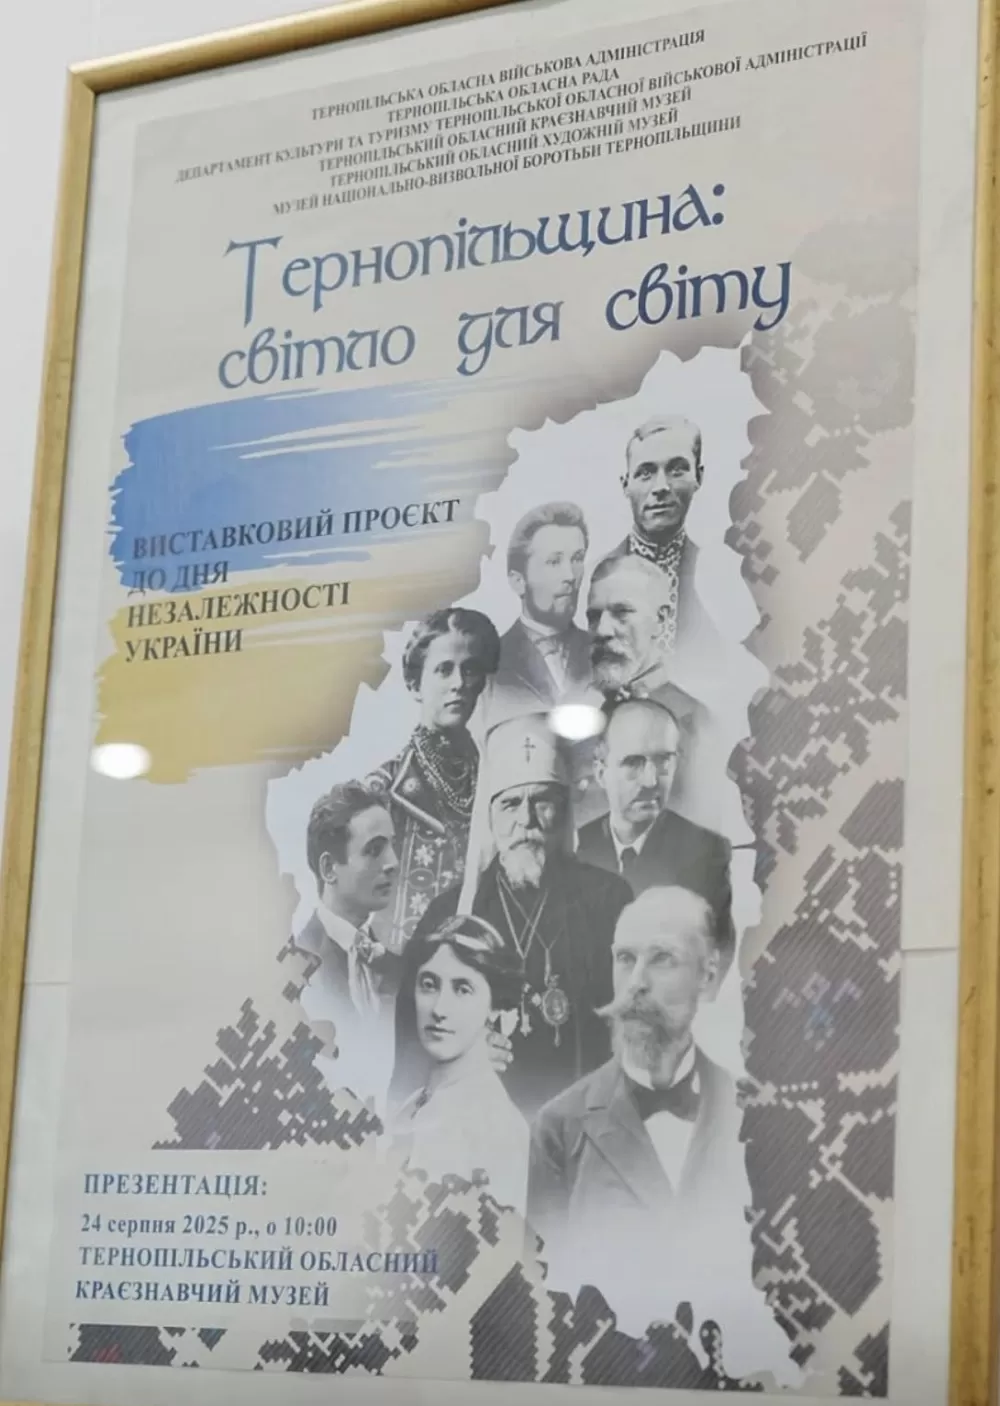 ТЕРНОПІЛЬСЬКА ОБЛАСНА ВІЙСЬКОВА АДМІНІСТРАЦІЯ
ТЕРНОПІЛЬСЬКА ОБЛАСНА РАДА
ДЕПАРТАМЕНТ КУЛЬТУРИ ТА ТУРИЗМУ ТЕРНОПІЛЬСЬКОЇ ОБЛАСНОЇ ВІЙСЬКОВОЇ АДМІНІСТРАЦІЇ
ТЕРНОПІЛЬСЬКИЙ ОБЛАСНИЙ КРАЄЗНАВЧИЙ МУЗЕЙ
ТЕРНОПІЛЬСЬКИЙ ОБЛАСНИЙ ХУДОЖНІЙ МУЗЕЙ
МУЗЕЙ НАЦІОНАЛЬНО-ВИЗВОЛЬНОЇ БОРОТЬБИ ТЕРНОПІЛЬЩИНИ
Тернопільщина:
світло для світу
ВИСТАВКОВИЙ ПРОЄКТ
ДО ДНЯ
НЕЗАЛЕЖНОСТІ
УКРАЇНИ
ПРЕЗЕНТАЦІЯ:
24 серпня 2025 р., о 10:00
ТЕРНОПІЛЬСЬКИЙ ОБЛАСНИЙ
КРАЄЗНАВЧИЙ МУЗЕЙ